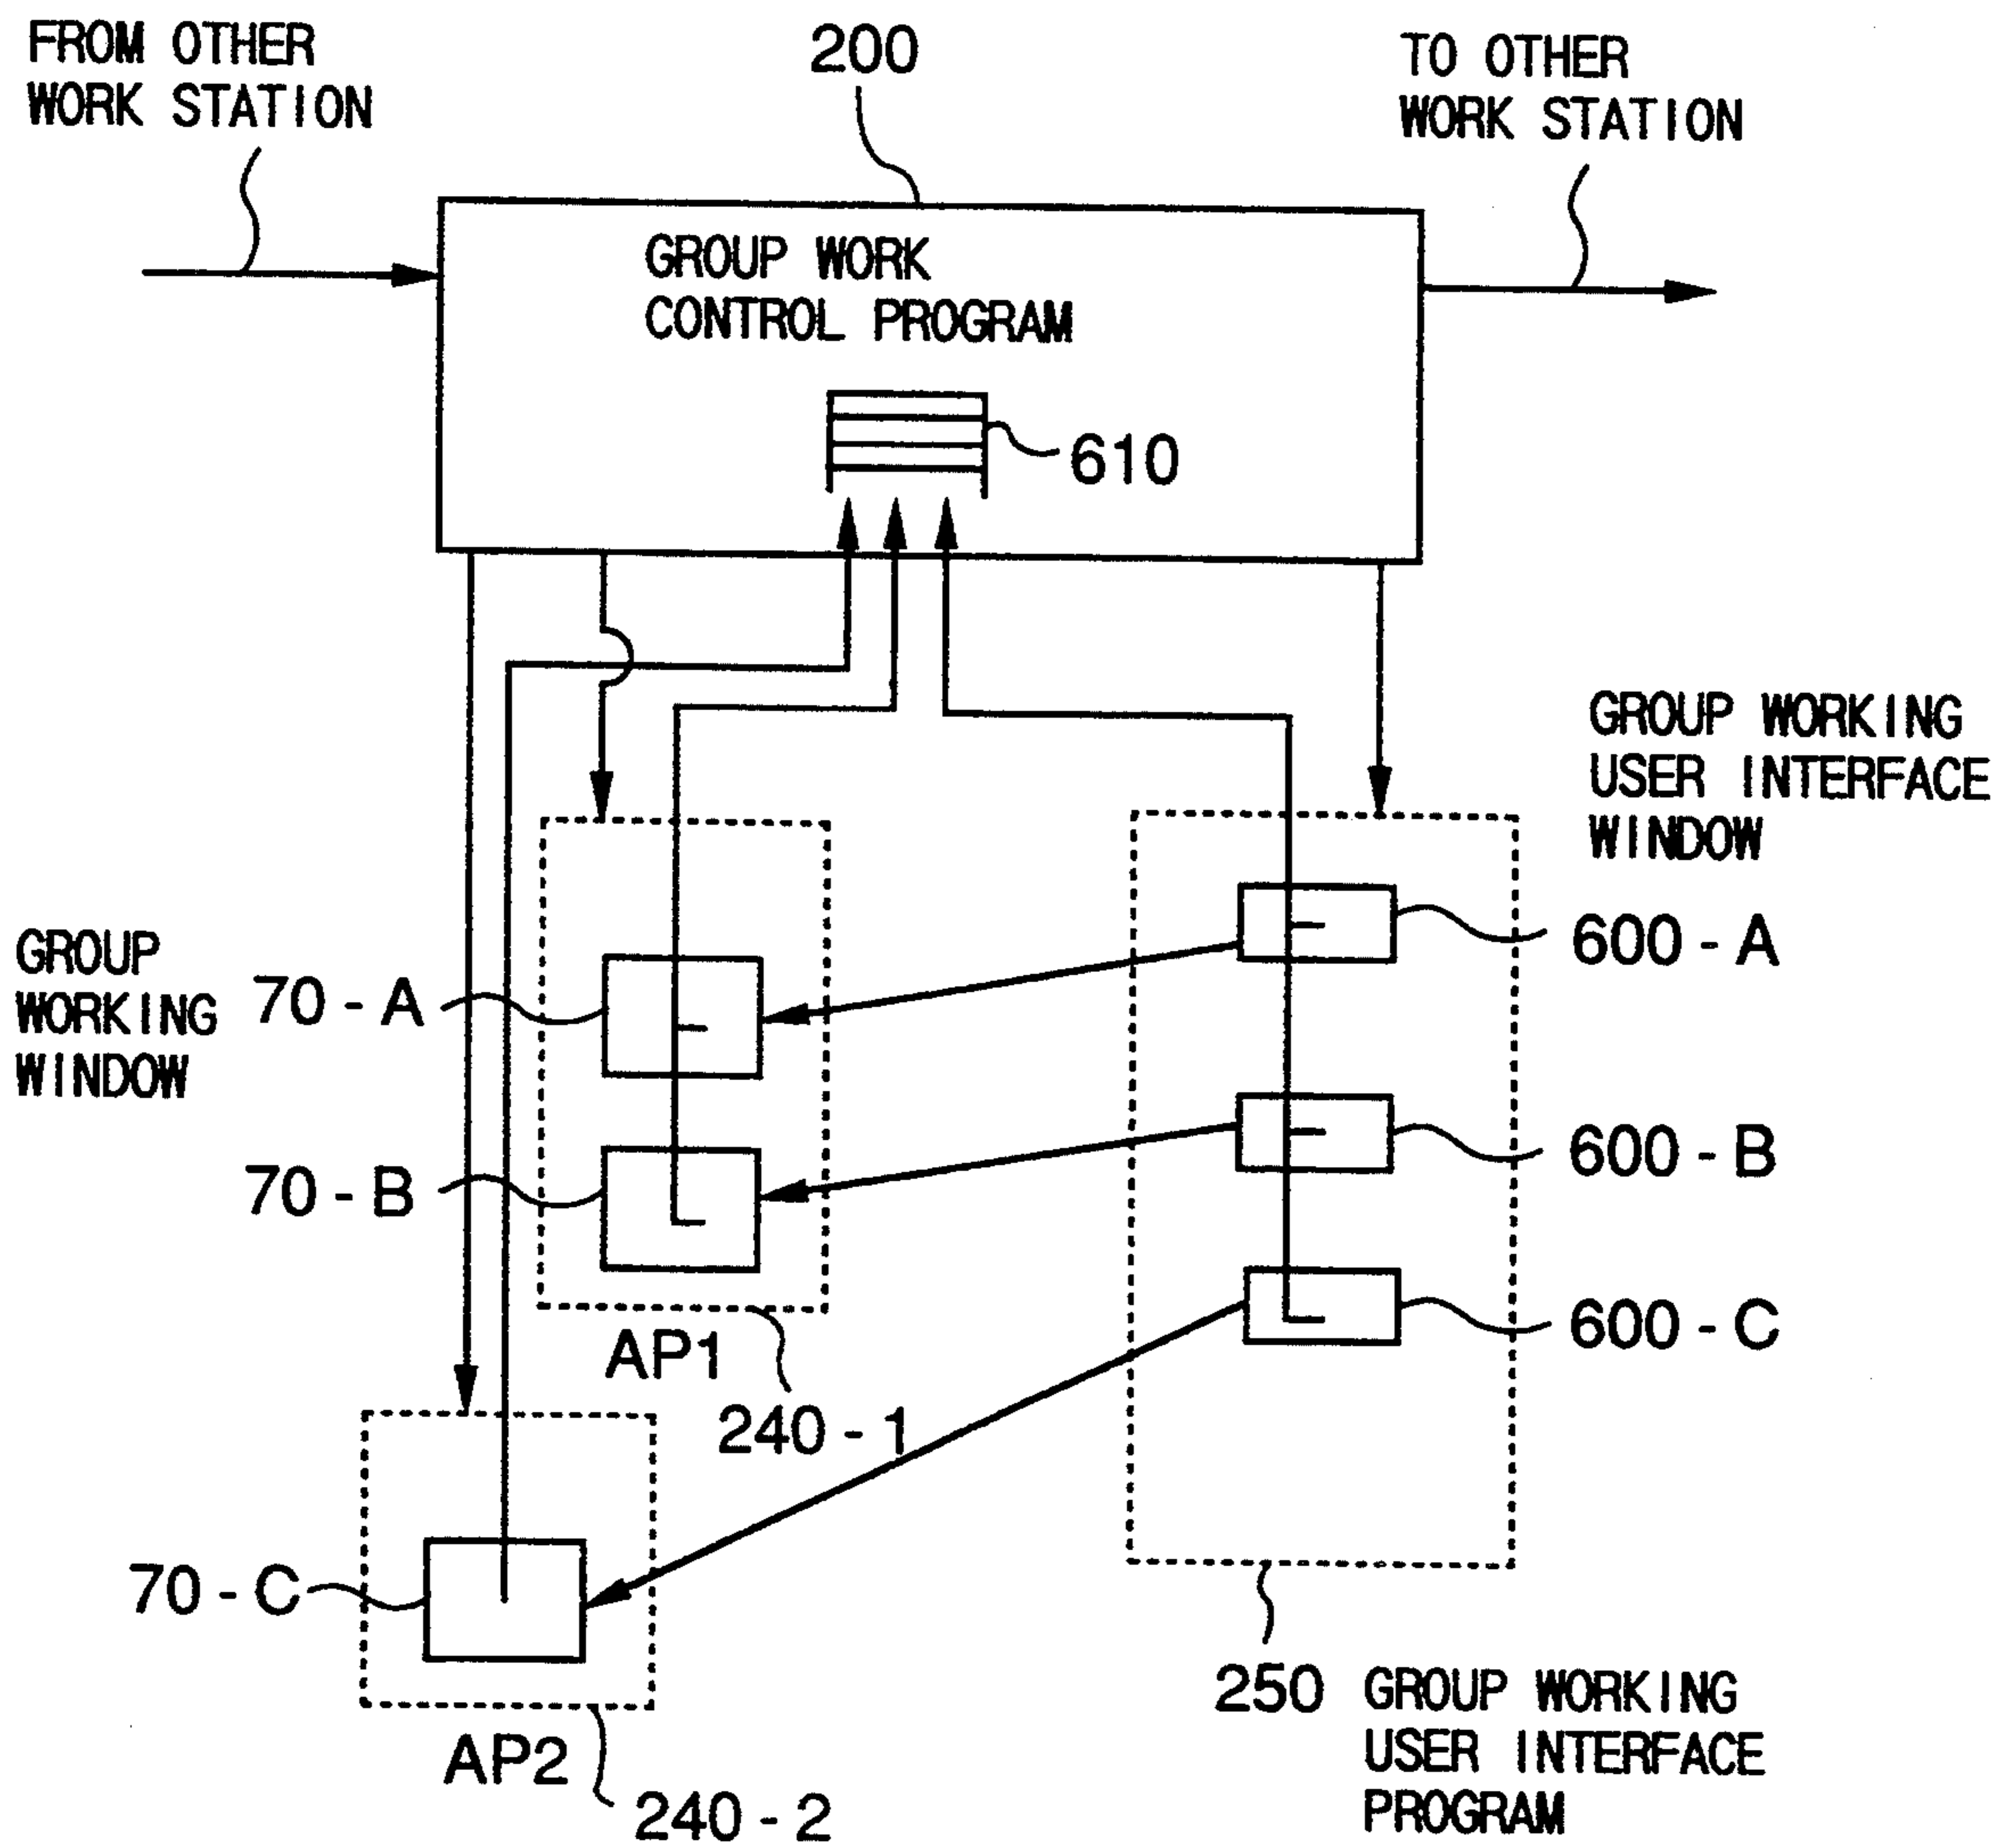 FROM OTHER
WORK STATION
200
TO OTHER
WORK STATION
GROUP WORK
CONTROL PROGRAM
610
GROUP WORKING
USER INTERFACE
WINDOW
600-A
GROUP
WORKING
WINDOW
70-A
600-B
70-B
600-C
AP1
240-1
70-C
250 GROUP WORKING
USER INTERFACE
PROGRAM
AP2
240-2